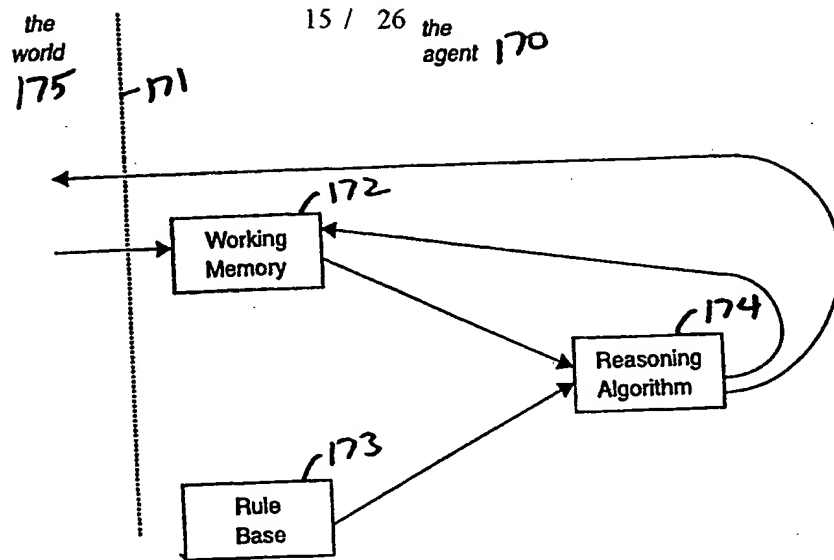 15 / 26
the
world
175
171
the
agent 170
172
Working
Memory
174
Reasoning
Algorithm
173
Rule
Base